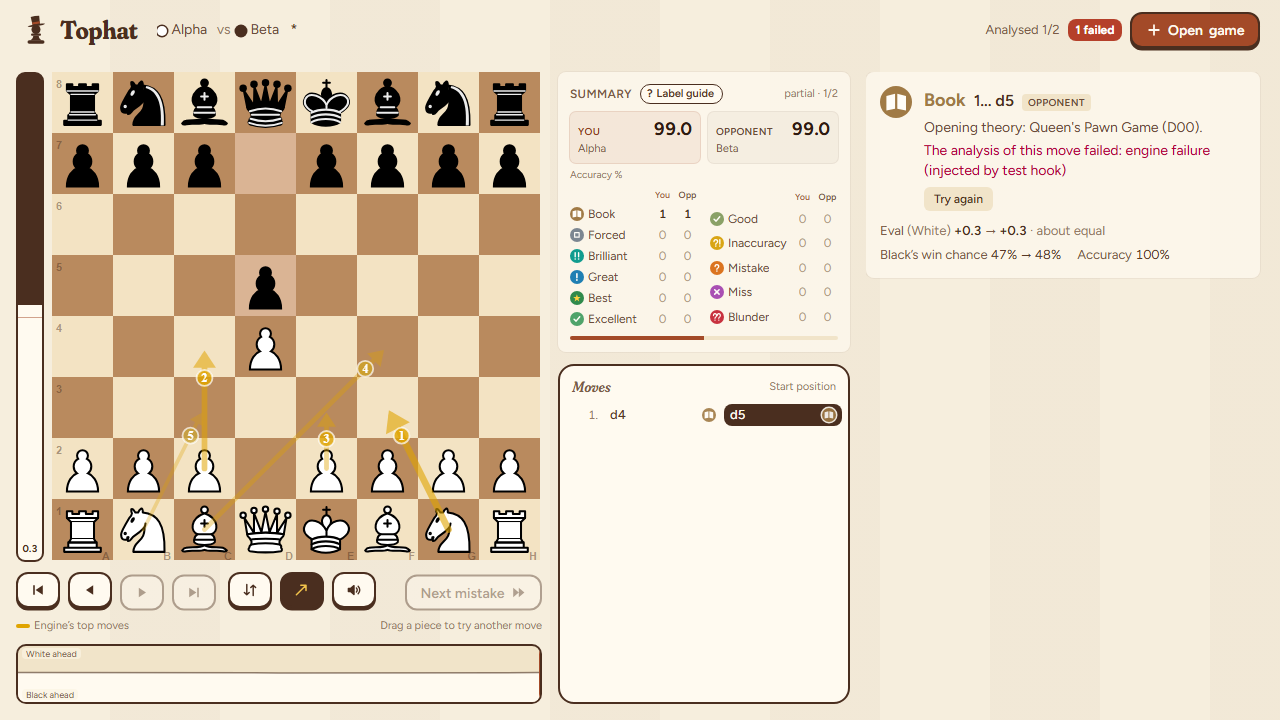 Tophat
Alpha vs Beta *
Analysed 1/2
1 failed
Open game
8
7
6
5
4
3
2
1
A B C D E F G H
2
4
5
3
1
0.3
Next mistake
Engine's top moves
Drag a piece to try another move
White ahead
Black ahead
SUMMARY
? Label guide
partial · 1/2
YOU 99.0
Alpha
OPPONENT 99.0
Beta
Accuracy %
You Opp
Book 1 1
Forced 0 0
Brilliant 0 0
Great 0 0
Best 0 0
Excellent 0 0
You Opp
Good 0 0
Inaccuracy 0 0
Mistake 0 0
Miss 0 0
Blunder 0 0
Moves
Start position
1. d4 d5
Book 1... d5 OPPONENT
Opening theory: Queen's Pawn Game (D00).
The analysis of this move failed: engine failure
(injected by test hook)
Try again
Eval (White) +0.3 → +0.3 · about equal
Black's win chance 47% → 48% Accuracy 100%